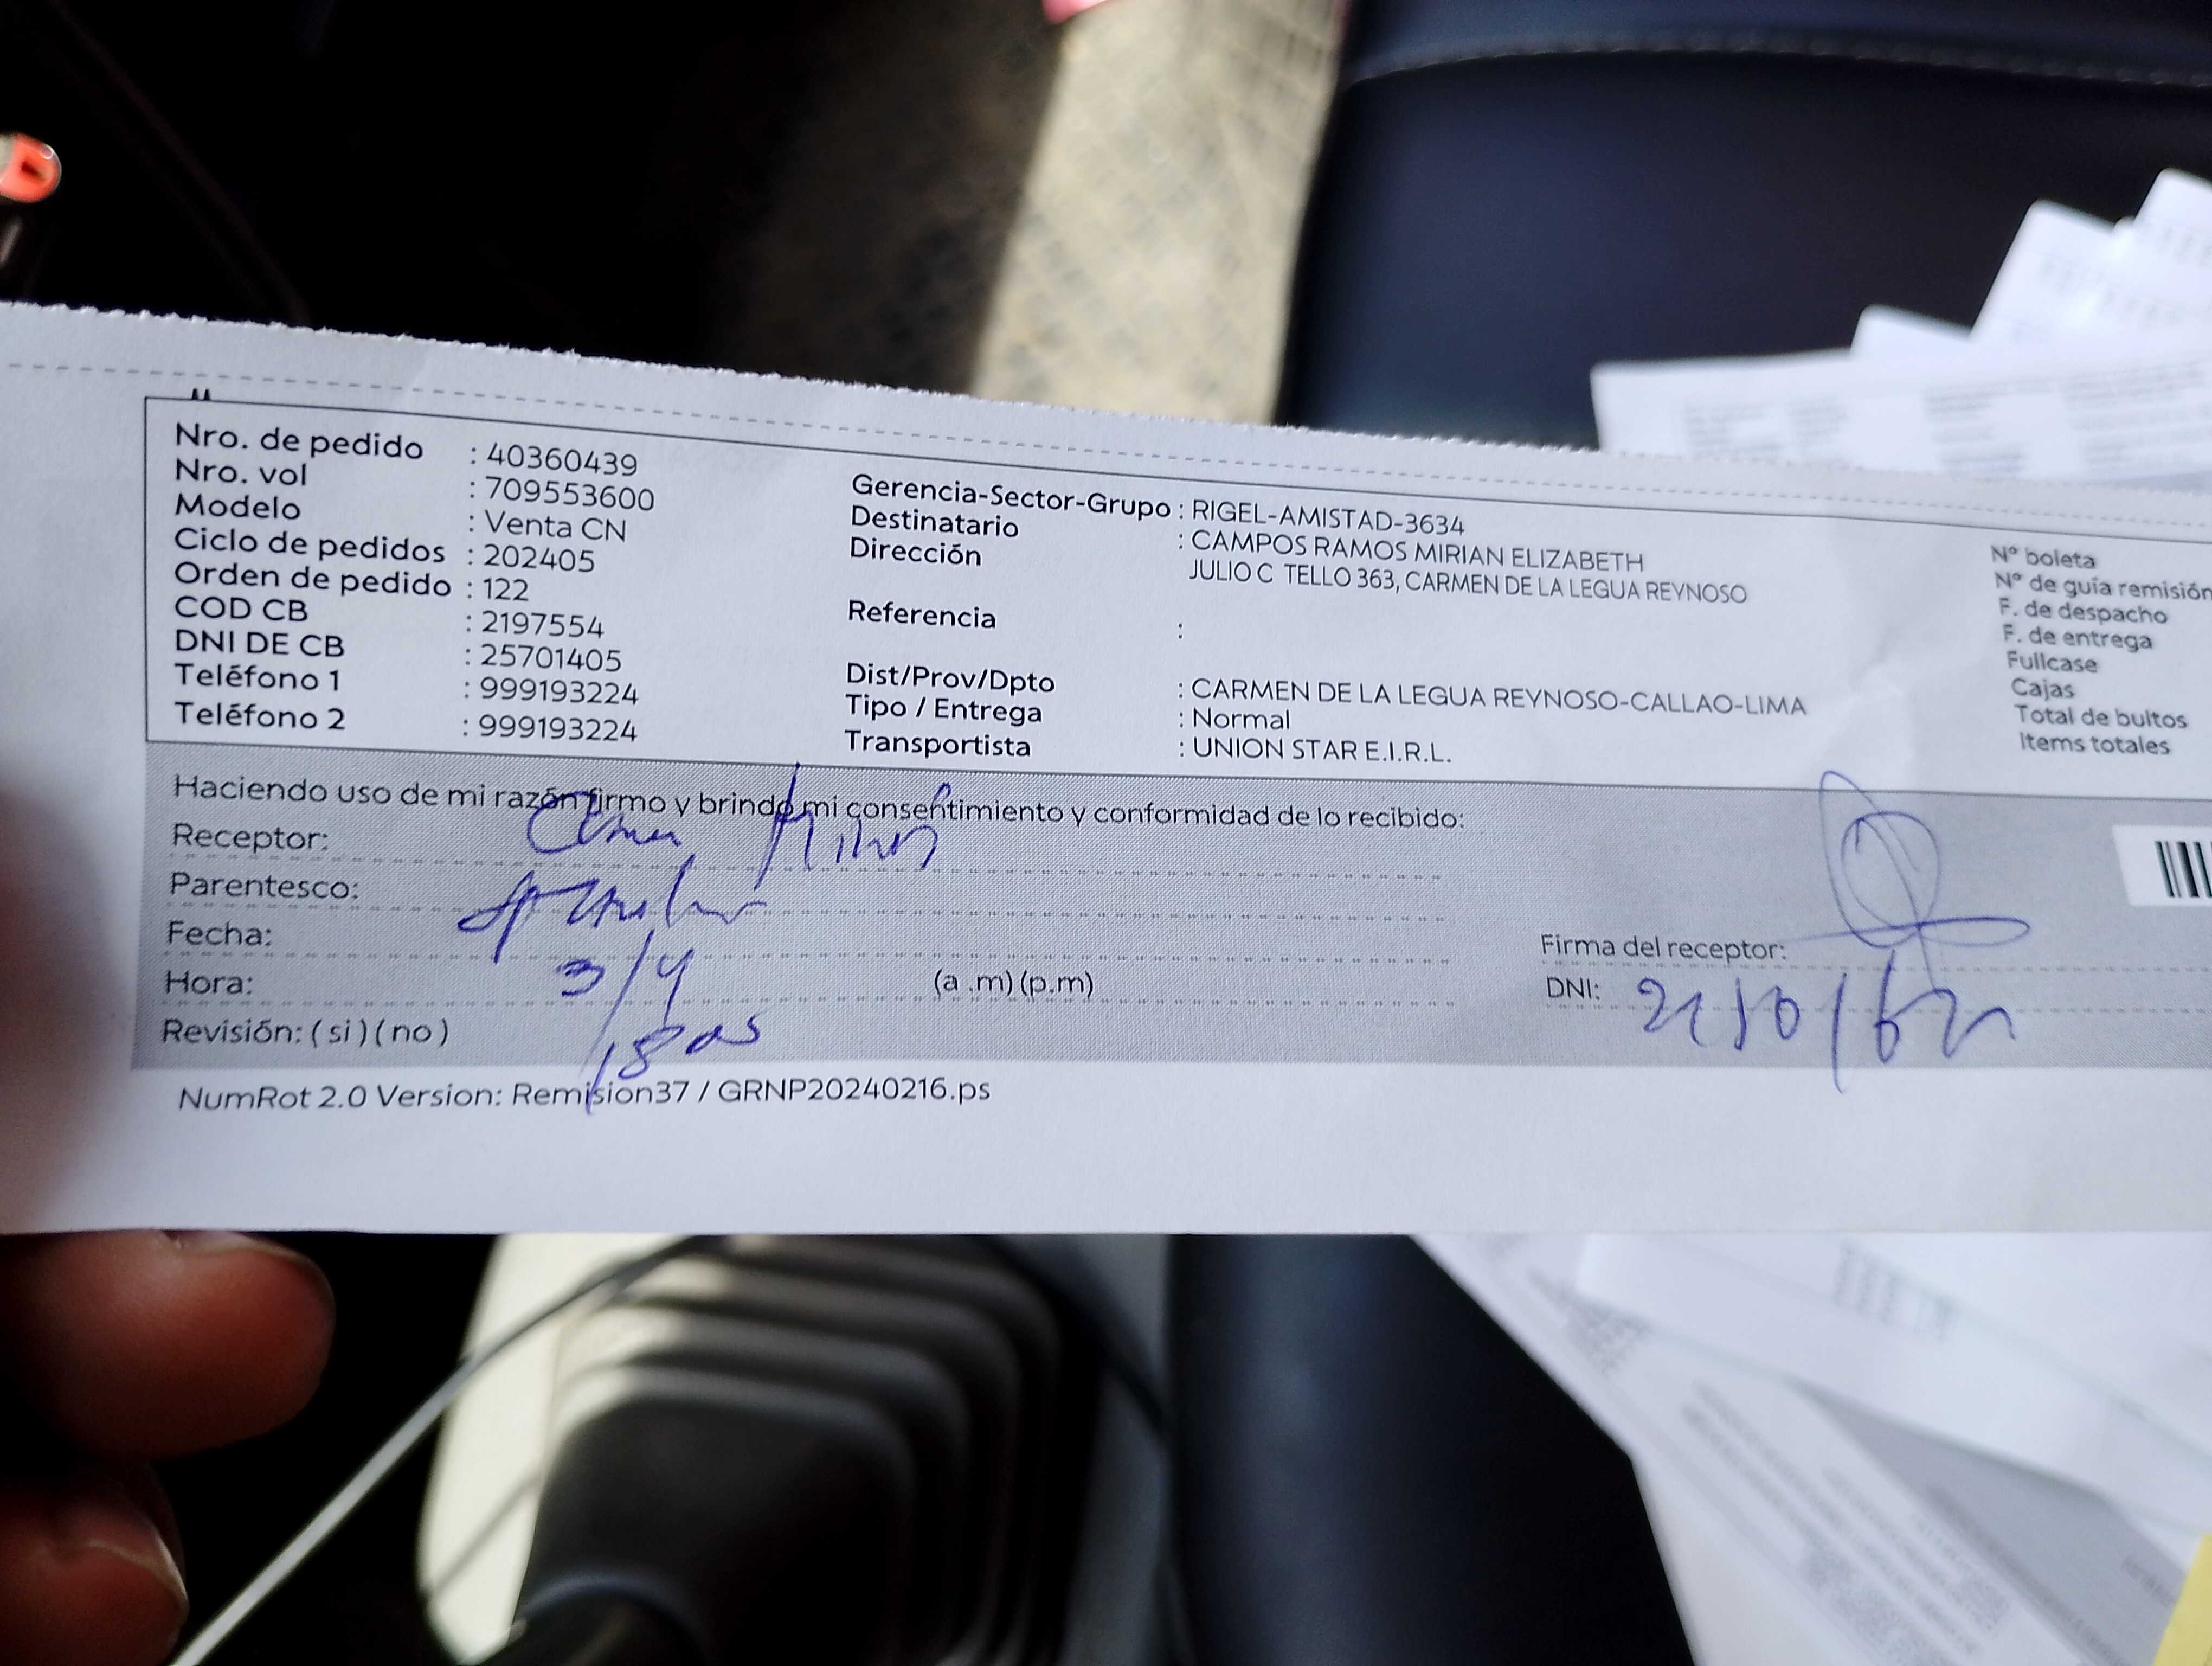 Nro. de pedido : 40360439
Nro. vol : 709553600
Modelo : Venta CN
Ciclo de pedidos : 202405
Orden de pedido : 122
COD CB : 2197554
DNI DE CB : 25701405
Teléfono 1 : 999193224
Teléfono 2 : 999193224
Gerencia-Sector-Grupo : RIGEL-AMISTAD-3634
Destinatario : CAMPOS RAMOS MIRIAN ELIZABETH
Dirección JULIO C TELLO 363, CARMEN DE LA LEGUA REYNOSO
Referencia :
Dist/Prov/Dpto : CARMEN DE LA LEGUA REYNOSO-CALLAO-LIMA
Tipo / Entrega : Normal
Transportista : UNION STAR E.I.R.L.
Nº boleta
Nº de guía remisión
F. de despacho
F. de entrega
Fullcase
Cajas
Total de bultos
Items totales
Haciendo uso de mi razón firmo y brindo mi consentimiento y conformidad de lo recibido:
Receptor:
Parentesco:
Fecha: 3/4
Hora: (a .m) (p.m)
Revisión: ( si ) ( no )
Firma del receptor:
DNI:
NumRot 2.0 Version: Remision37 / GRNP20240216.ps